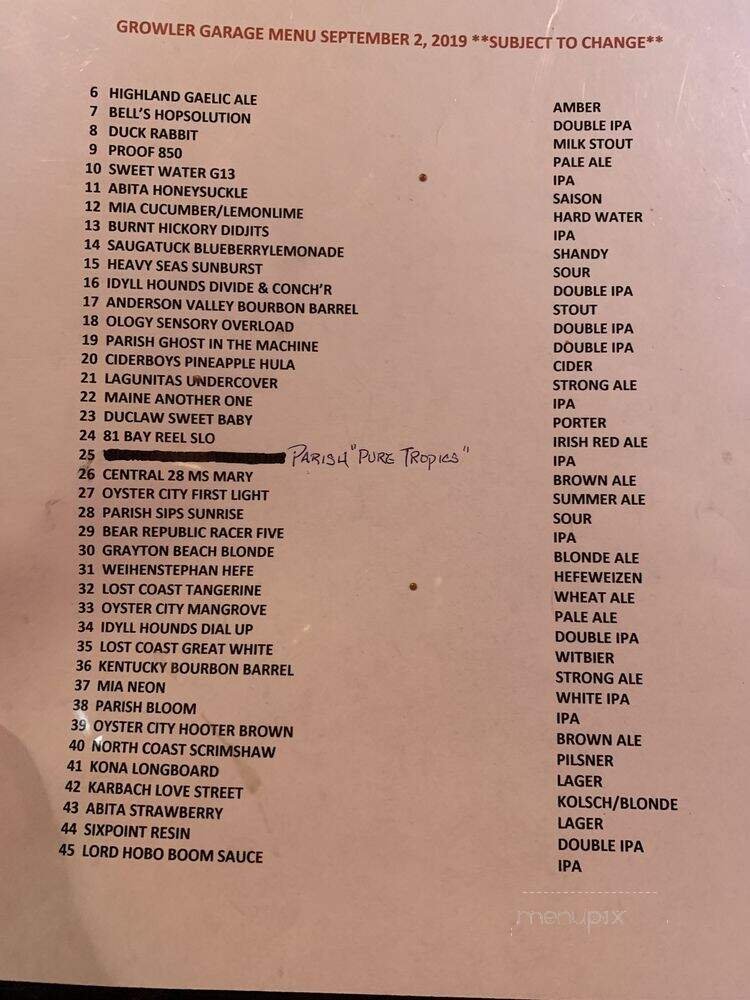 GROWLER GARAGE MENU SEPTEMBER 2, 2019 **SUBJECT TO CHANGE**
6 HIGHLAND GAELIC ALE AMBER
7 BELL'S HOPSOLUTION DOUBLE IPA
8 DUCK RABBIT MILK STOUT
9 PROOF 850 PALE ALE
10 SWEET WATER G13 IPA
11 ABITA HONEYSUCKLE SAISON
12 MIA CUCUMBER/LEMONLIME HARD WATER
13 BURNT HICKORY DIDJITS IPA
14 SAUGATUCK BLUEBERRYLEMONADE SHANDY
15 HEAVY SEAS SUNBURST SOUR
16 IDYLL HOUNDS DIVIDE & CONCH'R DOUBLE IPA
17 ANDERSON VALLEY BOURBON BARREL STOUT
18 OLOGY SENSORY OVERLOAD DOUBLE IPA
19 PARISH GHOST IN THE MACHINE DOUBLE IPA
20 CIDERBOYS PINEAPPLE HULA CIDER
21 LAGUNITAS UNDERCOVER STRONG ALE
22 MAINE ANOTHER ONE IPA
23 DUCLAW SWEET BABY PORTER
24 81 BAY REEL SLO IRISH RED ALE
25 PARISH "PURE TROPICS" IPA
26 CENTRAL 28 MS MARY BROWN ALE
27 OYSTER CITY FIRST LIGHT SUMMER ALE
28 PARISH SIPS SUNRISE SOUR
29 BEAR REPUBLIC RACER FIVE IPA
30 GRAYTON BEACH BLONDE BLONDE ALE
31 WEIHENSTEPHAN HEFE HEFEWEIZEN
32 LOST COAST TANGERINE WHEAT ALE
33 OYSTER CITY MANGROVE PALE ALE
34 IDYLL HOUNDS DIAL UP DOUBLE IPA
35 LOST COAST GREAT WHITE WITBIER
36 KENTUCKY BOURBON BARREL STRONG ALE
37 MIA NEON WHITE IPA
38 PARISH BLOOM IPA
39 OYSTER CITY HOOTER BROWN BROWN ALE
40 NORTH COAST SCRIMSHAW PILSNER
41 KONA LONGBOARD LAGER
42 KARBACH LOVE STREET KOLSCH/BLONDE
43 ABITA STRAWBERRY LAGER
44 SIXPOINT RESIN DOUBLE IPA
45 LORD HOBO BOOM SAUCE IPA
menupix